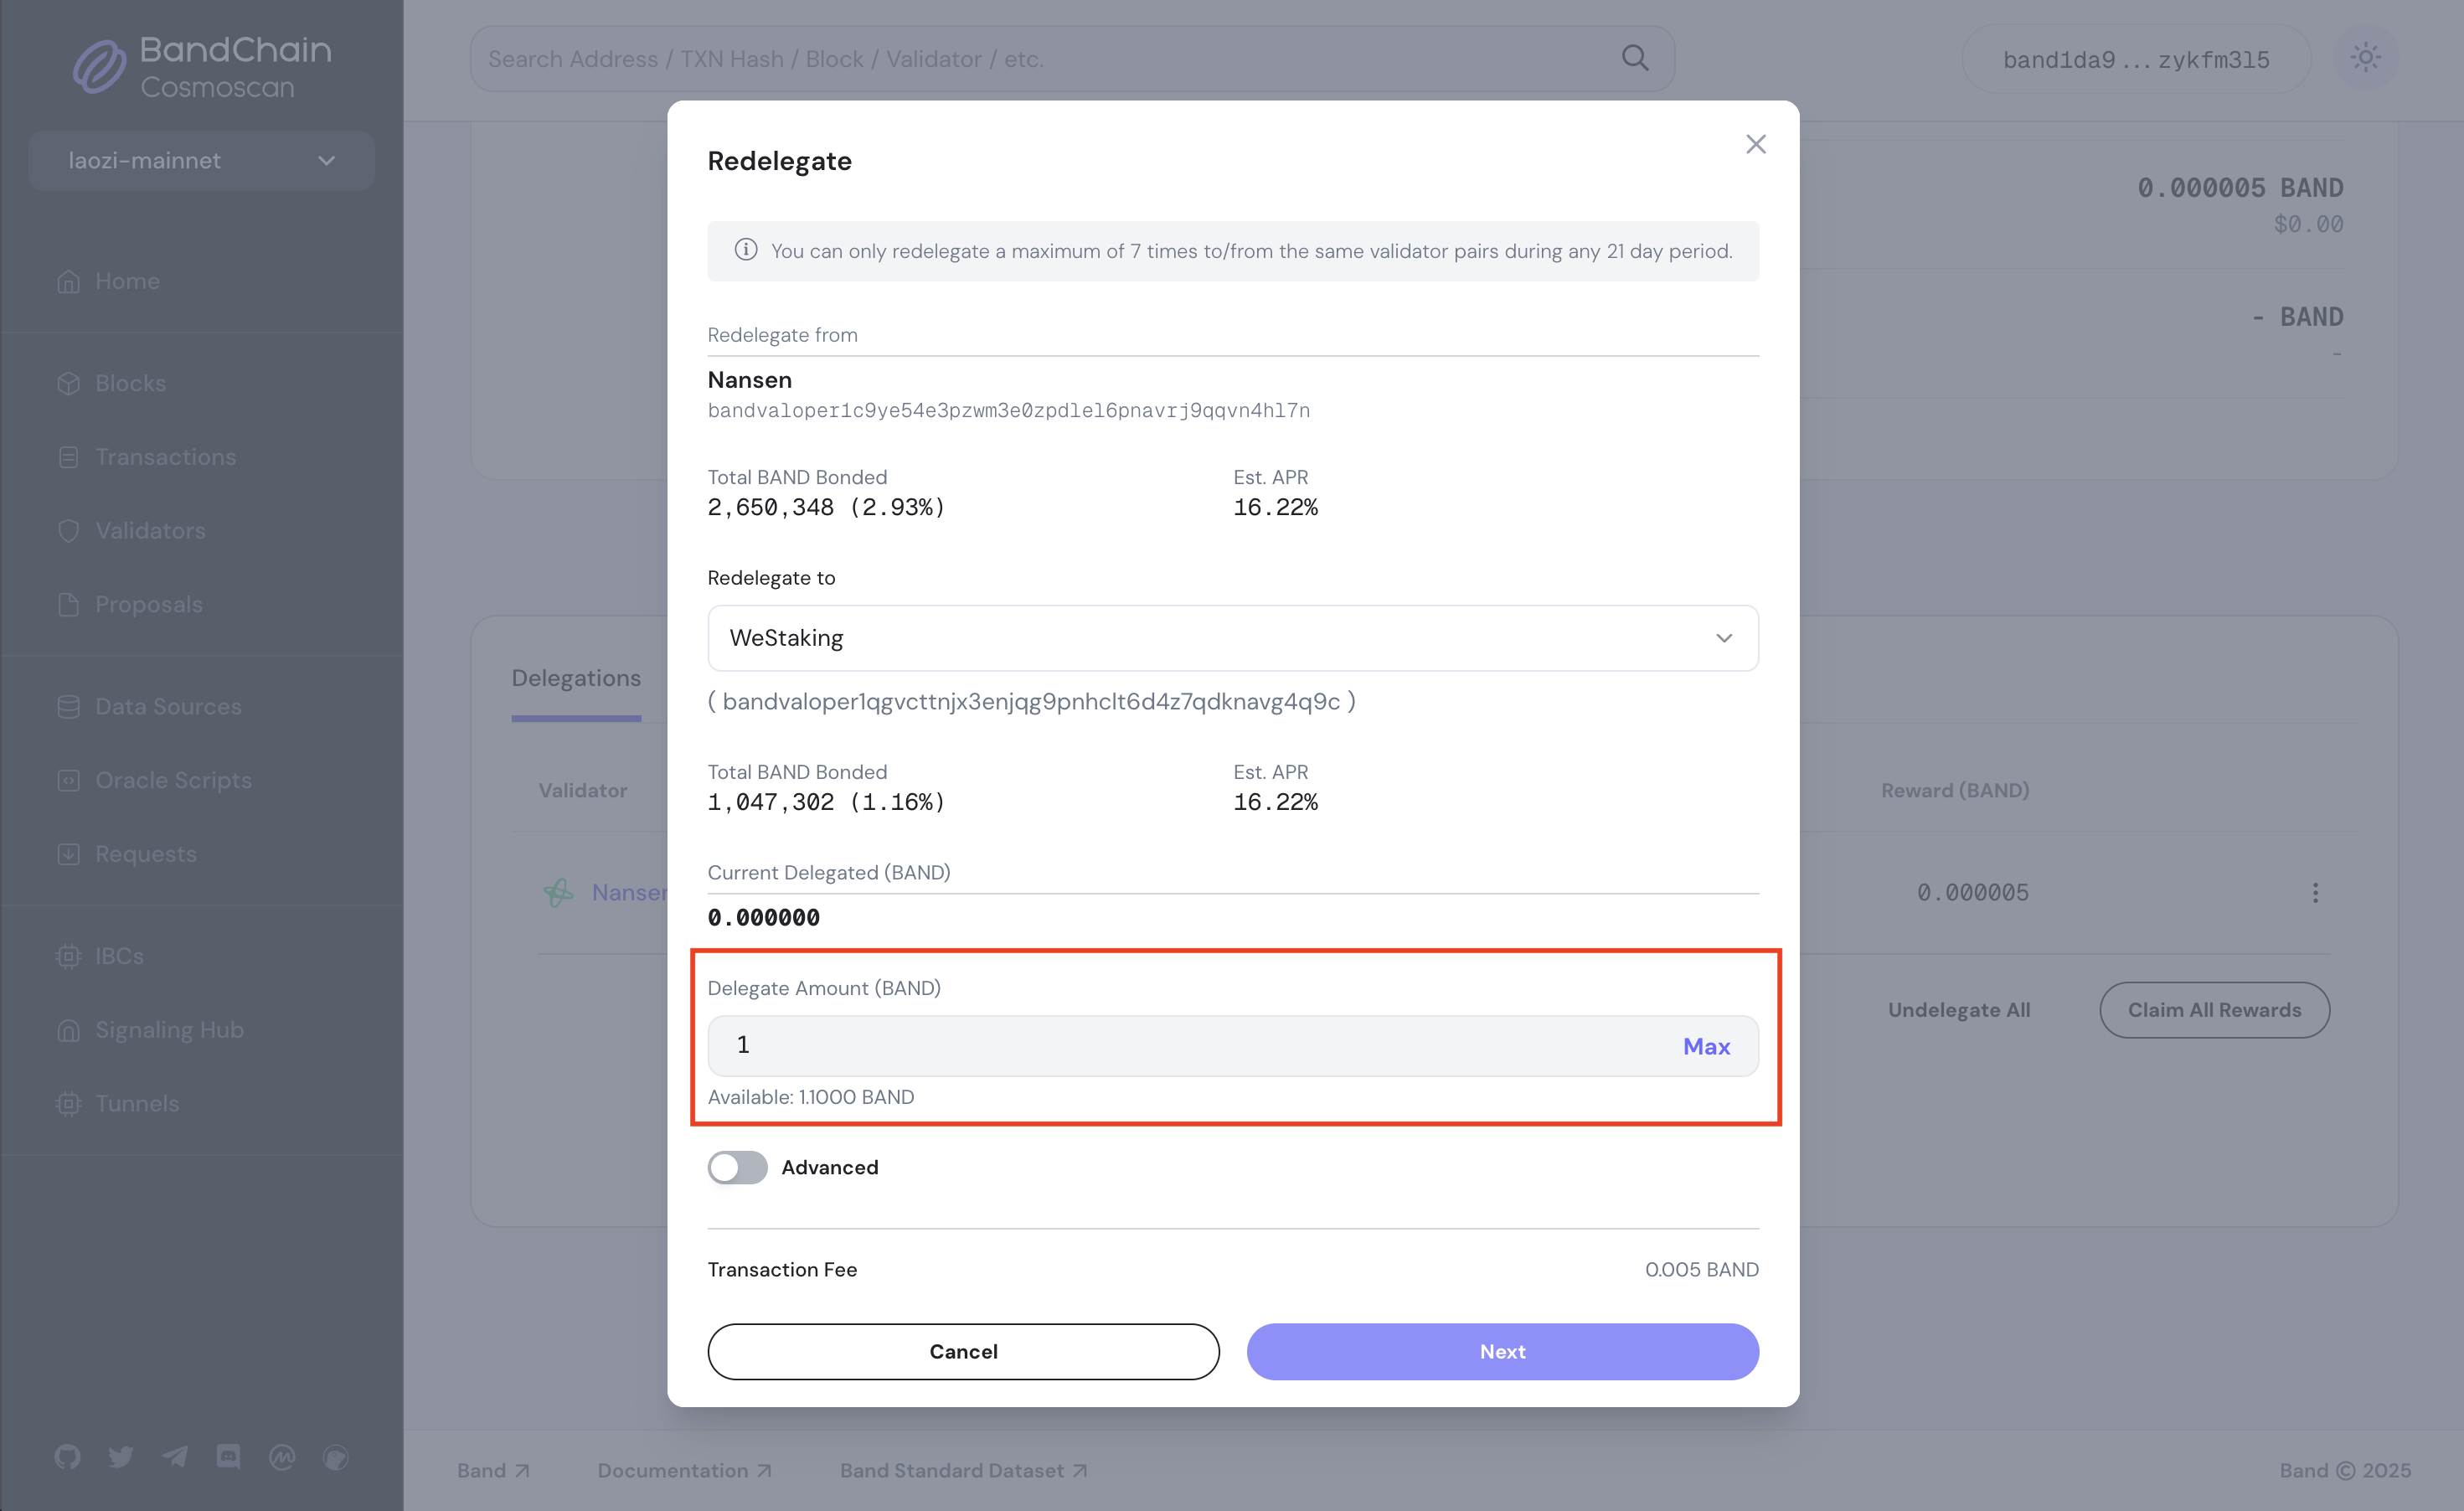 BandChain
Cosmoscan
Search Address / TXN Hash / Block / Validator / etc.
band1da9 ... zykfm3l5
laozi-mainnet
Home
Blocks
Transactions
Validators
Proposals
Data Sources
Oracle Scripts
Requests
IBCs
Signaling Hub
Tunnels
0.000005 BAND
$0.00
- BAND
-
Delegations
Validator
Reward (BAND)
Nansen
0.000005
Undelegate All
Claim All Rewards
Redelegate
You can only redelegate a maximum of 7 times to/from the same validator pairs during any 21 day period.
Redelegate from
Nansen
bandvaloper1c9ye54e3pzwm3e0zpdlel6pnavrj9qqvn4hl7n
Total BAND Bonded
Est. APR
2,650,348 (2.93%)
16.22%
Redelegate to
WeStaking
( bandvaloper1qgvcttnjx3enjqg9pnhclt6d4z7qdknavg4q9c )
Total BAND Bonded
Est. APR
1,047,302 (1.16%)
16.22%
Current Delegated (BAND)
0.000000
Delegate Amount (BAND)
1
Max
Available: 1.1000 BAND
Advanced
Transaction Fee
0.005 BAND
Cancel
Next
Band
Documentation
Band Standard Dataset
Band © 2025